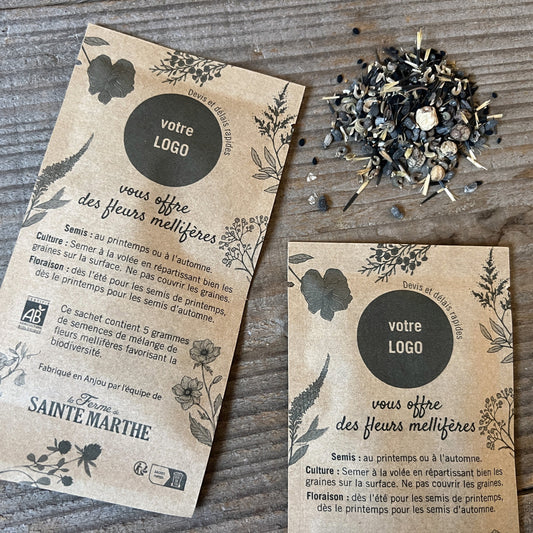 votre
LOGO
Devis et délais rapides
vous offre
des fleurs mellifères
Semis : au printemps ou à l'automne.
Culture : Semer à la volée en répartissant bien les
graines sur la surface. Ne pas couvrir les graines.
Floraison : dès l'été pour les semis de printemps,
dès le printemps pour les semis d'automne.
AB
Ce sachet contient 5 grammes
de semences de mélange de
fleurs mellifères favorisant la
biodiversité.
Fabriqué en Anjou par l'équipe de
la Ferme de
SAINTE MARTHE
votre
LOGO
Devis et délais rapides
vous offre
des fleurs mellifères
Semis : au printemps ou à l'automne.
Culture : Semer à la volée en répartissant bien les
graines sur la surface. Ne pas couvrir les graines.
Floraison : dès l'été pour les semis de printemps,
dès le printemps pour les semis d'automne.